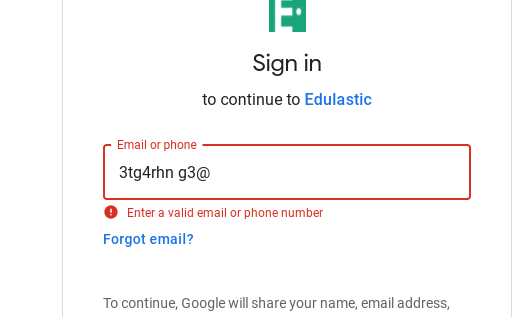 Sign in
to continue to Edulastic
Email or phone
3tg4rhn g3@
Enter a valid email or phone number
Forgot email?
To continue, Google will share your name, email address,